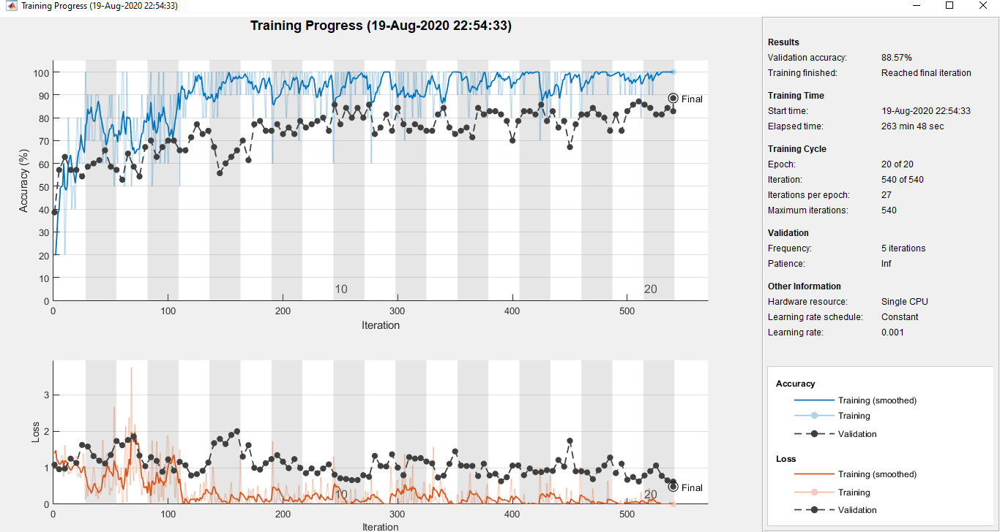 Training Progress (19-Aug-2020 22:54:33)
Training Progress (19-Aug-2020 22:54:33)
100
90
80
70
60
50
40
30
20
10
0
Accuracy (%)
Final
10
20
0
100
200
300
400
500
Iteration
3
2
1
0
Loss
Final
10
20
0
100
200
300
400
500
Iteration
Results
Validation accuracy: 88.57%
Training finished: Reached final iteration
Training Time
Start time: 19-Aug-2020 22:54:33
Elapsed time: 263 min 48 sec
Training Cycle
Epoch: 20 of 20
Iteration: 540 of 540
Iterations per epoch: 27
Maximum iterations: 540
Validation
Frequency: 5 iterations
Patience: Inf
Other Information
Hardware resource: Single CPU
Learning rate schedule: Constant
Learning rate: 0.001
Accuracy
Training (smoothed)
Training
Validation
Loss
Training (smoothed)
Training
Validation